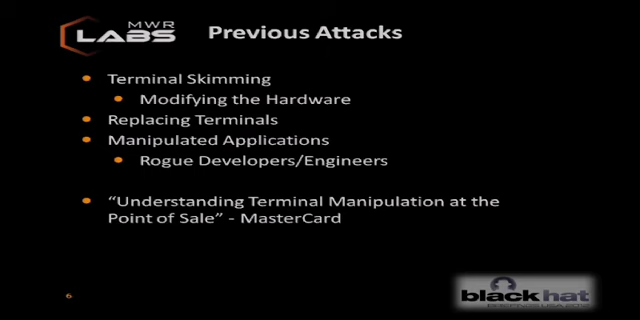 MWR
LABS
Previous Attacks
Terminal Skimming
Modifying the Hardware
Replacing Terminals
Manipulated Applications
Rogue Developers/Engineers
“Understanding Terminal Manipulation at the
Point of Sale” - MasterCard
6
black hat